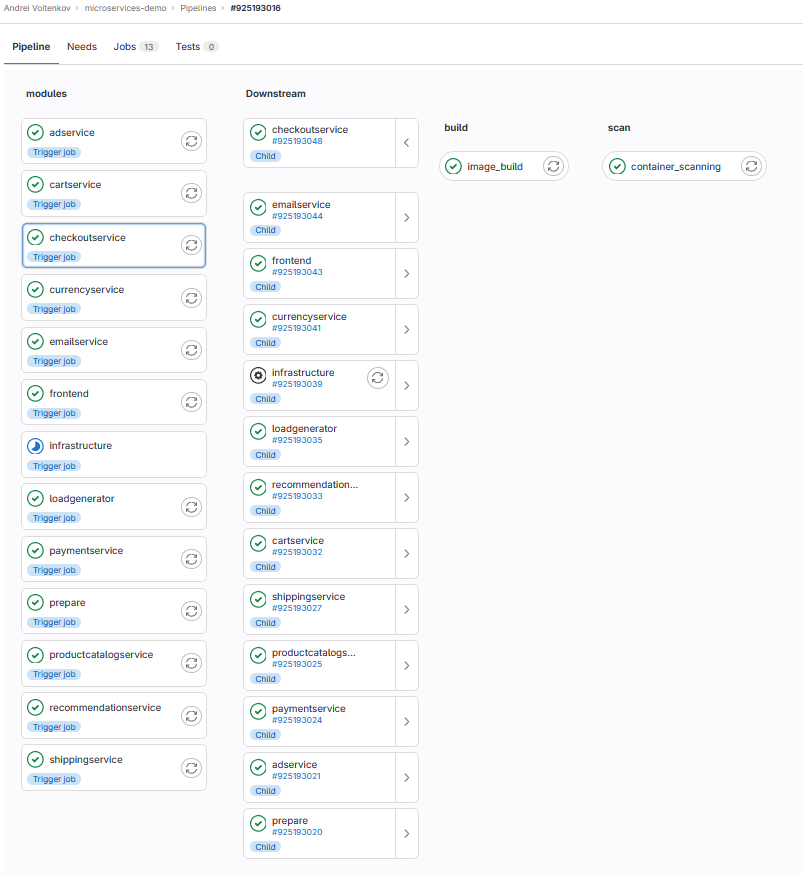 Andrei Voitenkov › microservices-demo › Pipelines › #925193016
Pipeline Needs Jobs 13 Tests 0
modules
adservice
Trigger job
cartservice
Trigger job
checkoutservice
Trigger job
currencyservice
Trigger job
emailservice
Trigger job
frontend
Trigger job
infrastructure
Trigger job
loadgenerator
Trigger job
paymentservice
Trigger job
prepare
Trigger job
productcatalogservice
Trigger job
recommendationservice
Trigger job
shippingservice
Trigger job
Downstream
checkoutservice
#925193048
Child
emailservice
#925193044
Child
frontend
#925193043
Child
currencyservice
#925193041
Child
infrastructure
#925193039
Child
loadgenerator
#925193035
Child
recommendation...
#925193033
Child
cartservice
#925193032
Child
shippingservice
#925193027
Child
productcatalogs...
#925193025
Child
paymentservice
#925193024
Child
adservice
#925193021
Child
prepare
#925193020
Child
build
image_build
scan
container_scanning